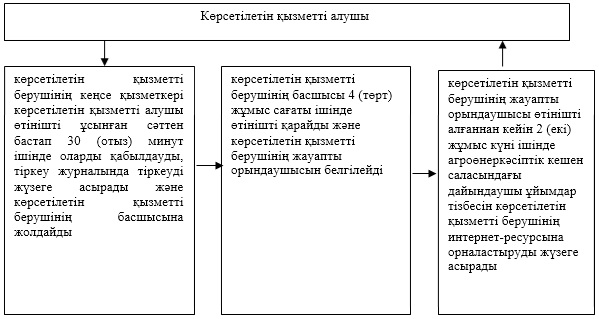 Көрсетілетін қызметті алушы
көрсетілетін қызметті
берушінің кеңсе қызметкері
көрсетілетін қызметті алушы
өтінішті ұсынған сәттен
бастап 30 (отыз) минут
ішінде оларды қабылдауды,
тіркеу журналында тіркеуді
жүзеге асырады және
көрсетілетін қызметті
берушінің басшысына
жолдайды
көрсетілетін қызметті
берушінің басшысы 4 (төрт)
жұмыс сағаты ішінде
өтінішті қарайды және
көрсетілетін қызметті
берушінің жауапты
орындаушысын белгілейді
көрсетілетін қызметті
берушінің жауапты
орындаушысы өтінішті
алғаннан кейін 2 (екі)
жұмыс күні ішінде
агроөнеркәсіптік кешен
саласындағы
дайындаушы ұйымдар
тізбесін көрсетілетін
қызметті берушінің
интернет-ресурсына
орналастыруды жүзеге
асырады